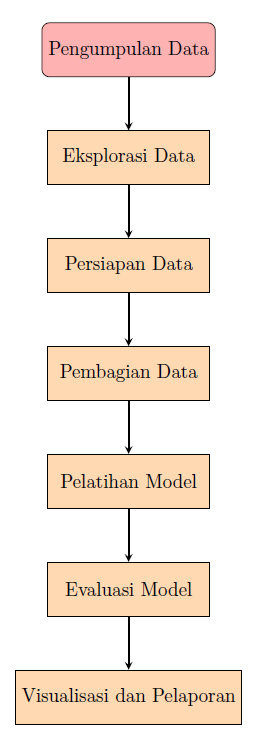 Pengumpulan Data
Eksplorasi Data
Persiapan Data
Pembagian Data
Pelatihan Model
Evaluasi Model
Visualisasi dan Pelaporan